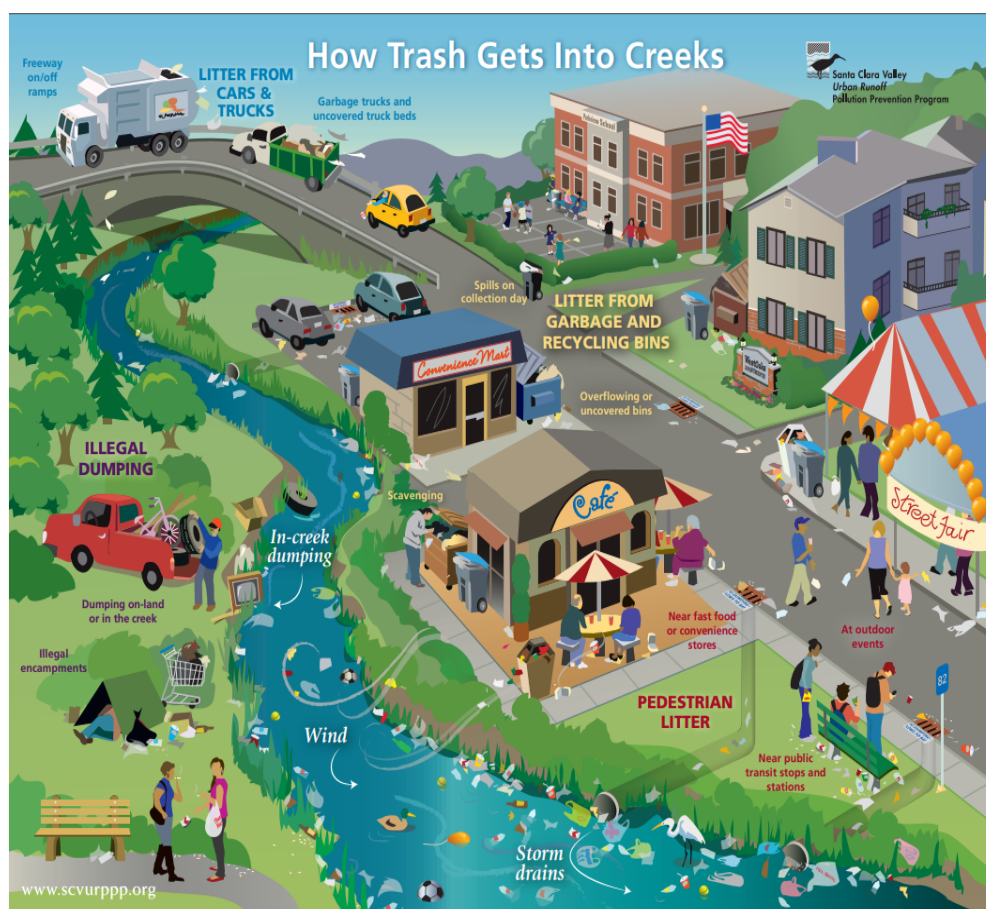 How Trash Gets Into Creeks
Freeway
on/off
ramps
LITTER FROM
CARS &
TRUCKS
Garbage trucks and
uncovered truck beds
Santa Clara Valley
Urban Runoff
Pollution Prevention Program
School
Spills on
collection day
LITTER FROM
GARBAGE AND
RECYCLING BINS
Convenience Mart
Overflowing or
uncovered bins
ILLEGAL
DUMPING
Scavenging
Café
Street Fair
In-creek
dumping
Dumping on-land
or in the creek
Near fast food
or convenience
stores
At outdoor
events
Illegal
encampments
82
PEDESTRIAN
LITTER
Wind
Near public
transit stops and
stations
Storm
drains
www.scvurppp.org